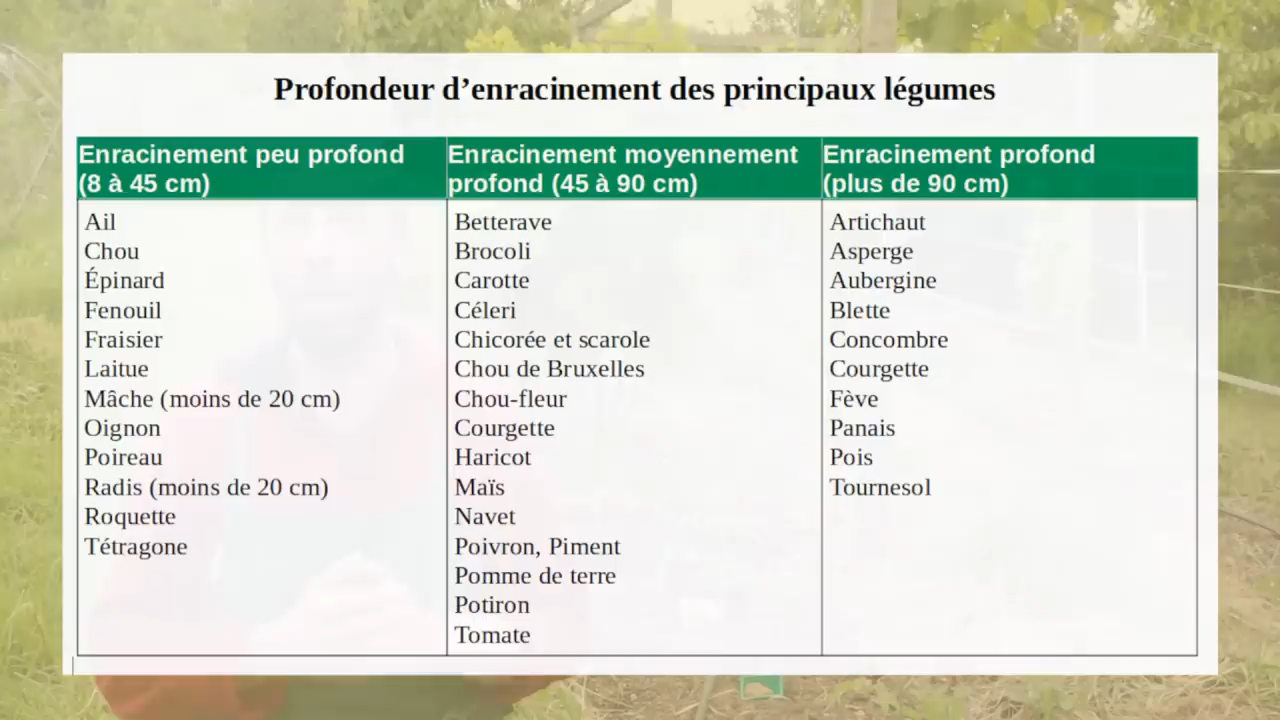 Profondeur d’enracinement des principaux légumes
Enracinement peu profond
(8 à 45 cm)
Ail
Chou
Épinard
Fenouil
Fraisier
Laitue
Mâche (moins de 20 cm)
Oignon
Poireau
Radis (moins de 20 cm)
Roquette
Tétragone
Enracinement moyennement
profond (45 à 90 cm)
Betterave
Brocoli
Carotte
Céleri
Chicorée et scarole
Chou de Bruxelles
Chou-fleur
Courgette
Haricot
Maïs
Navet
Poivron, Piment
Pomme de terre
Potiron
Tomate
Enracinement profond
(plus de 90 cm)
Artichaut
Asperge
Aubergine
Blette
Concombre
Courgette
Fève
Panais
Pois
Tournesol